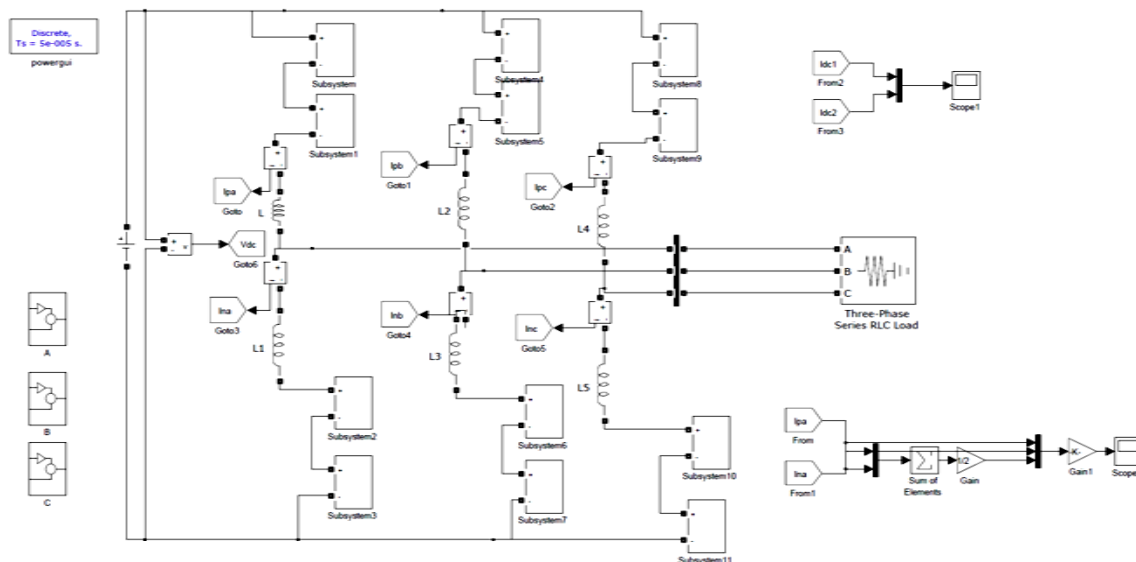 Discrete,
Ts = 5e-005 s.
powergui
Subsystem
Subsystem1
Ipa
Goto
L
Vdc
Goto6
Ina
Goto3
L1
Subsystem2
Subsystem3
A
B
C
Subsystem4
Subsystem5
Ipb
Goto1
L2
Inb
Goto4
L3
Subsystem6
Subsystem7
Subsystem8
Subsystem9
Ipc
Goto2
L4
Inc
Goto5
L5
Subsystem10
Subsystem11
Idc1
From2
Idc2
From3
Scope1
A
B
C
Three-Phase
Series RLC Load
Ipa
From
Ina
From1
Sum of
Elements
1/2
Gain
-K-
Gain1
Scope